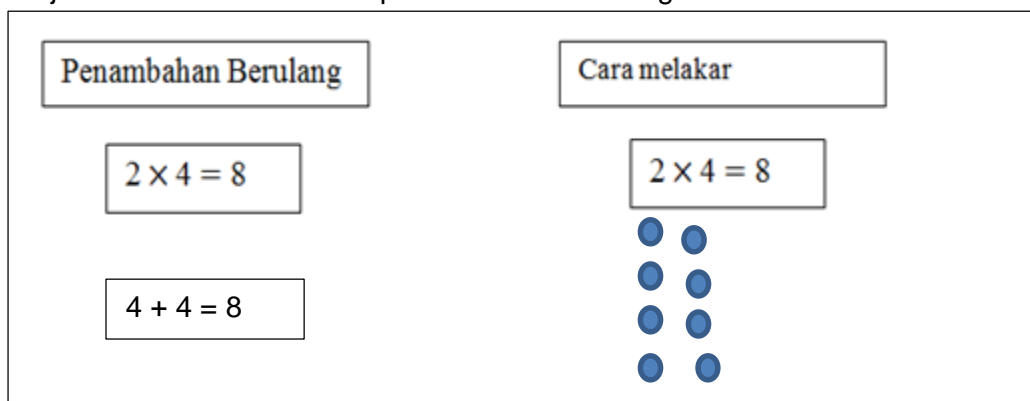 Penambahan Berulang
Cara melakar
2 × 4 = 8
2 × 4 = 8
4 + 4 = 8